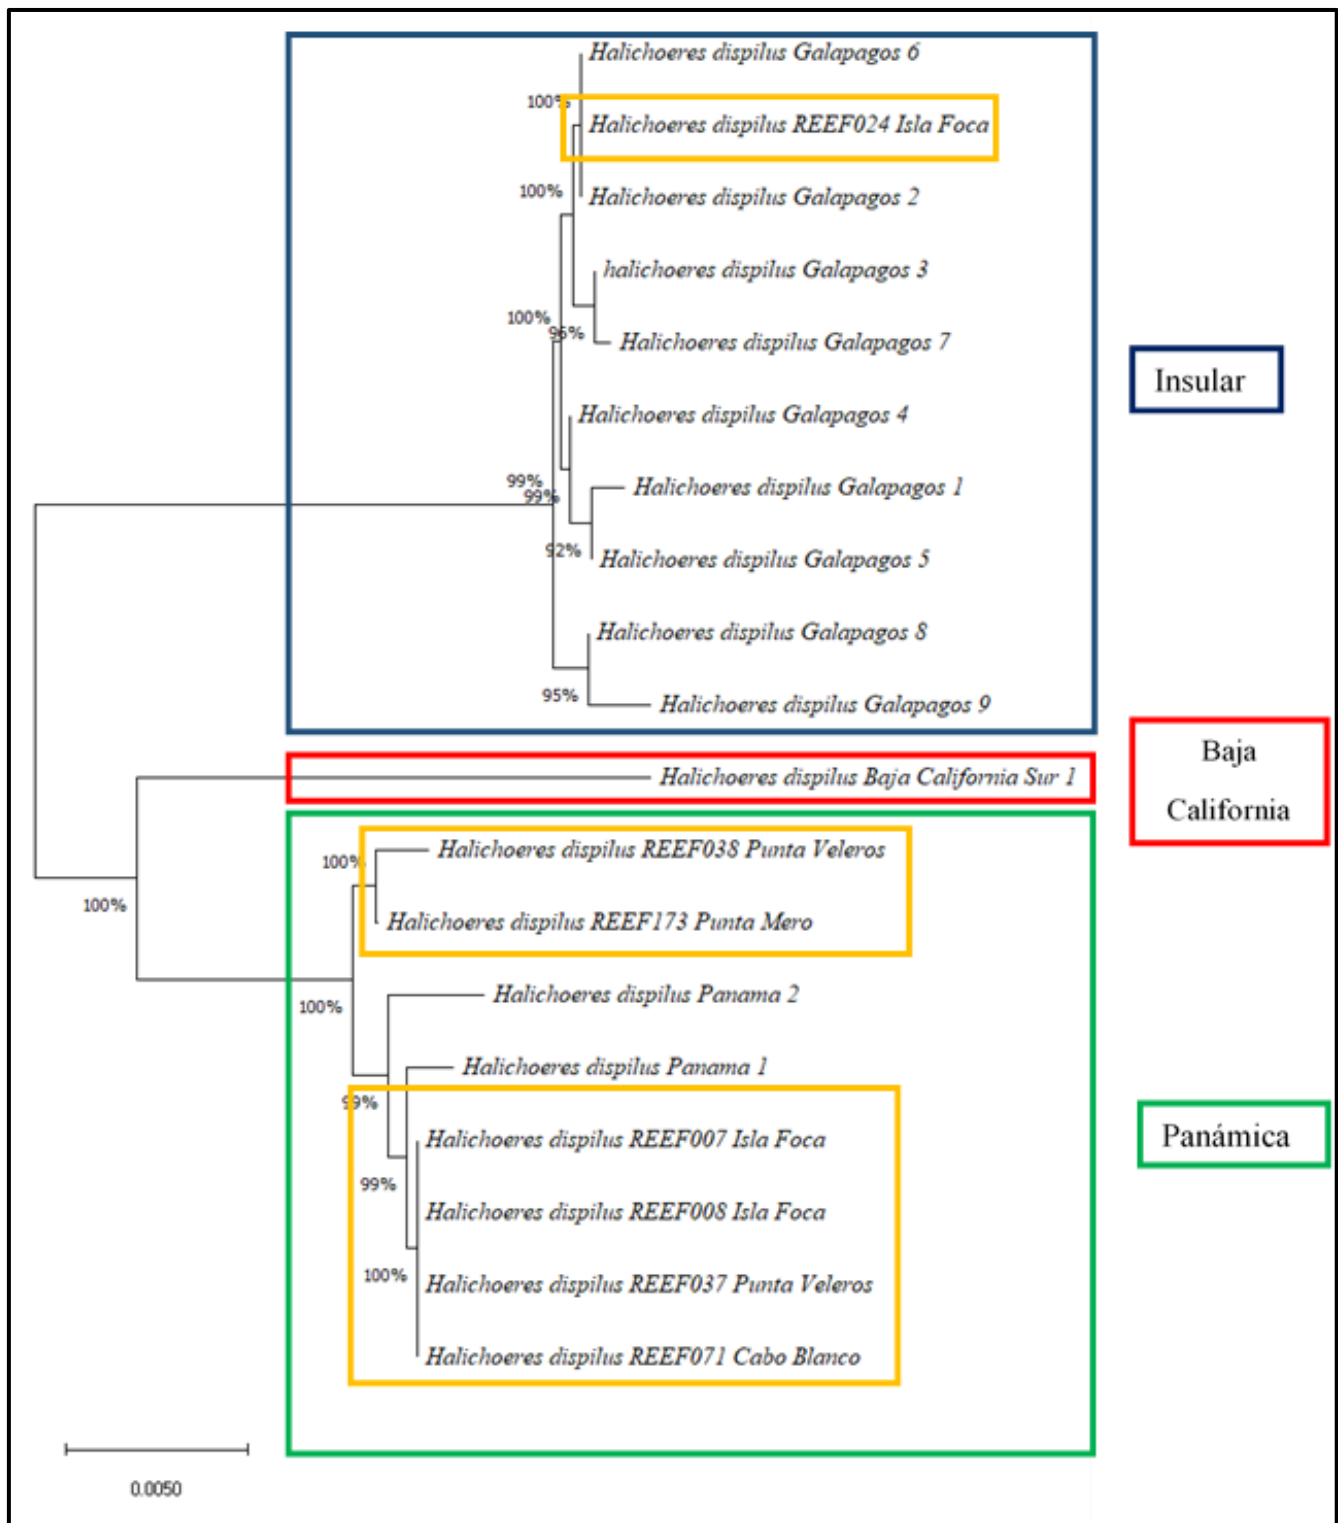 Halichoeres dispilus Galapagos 6
100%
Halichoeres dispilus REEF024 Isla Foca
100%
Halichoeres dispilus Galapagos 2
halichoeres dispilus Galapagos 3
100%
96%
Halichoeres dispilus Galapagos 7
Insular
Halichoeres dispilus Galapagos 4
99%
99%
Halichoeres dispilus Galapagos 1
92%
Halichoeres dispilus Galapagos 5
Halichoeres dispilus Galapagos 8
95%
Halichoeres dispilus Galapagos 9
Baja
California
Halichoeres dispilus Baja California Sur 1
100%
Halichoeres dispilus REEF038 Punta Veleros
100%
Halichoeres dispilus REEF173 Punta Mero
100%
Halichoeres dispilus Panama 2
Halichoeres dispilus Panama 1
99%
Halichoeres dispilus REEF007 Isla Foca
Panámica
99%
Halichoeres dispilus REEF008 Isla Foca
100%
Halichoeres dispilus REEF037 Punta Veleros
Halichoeres dispilus REEF071 Cabo Blanco
0.0050